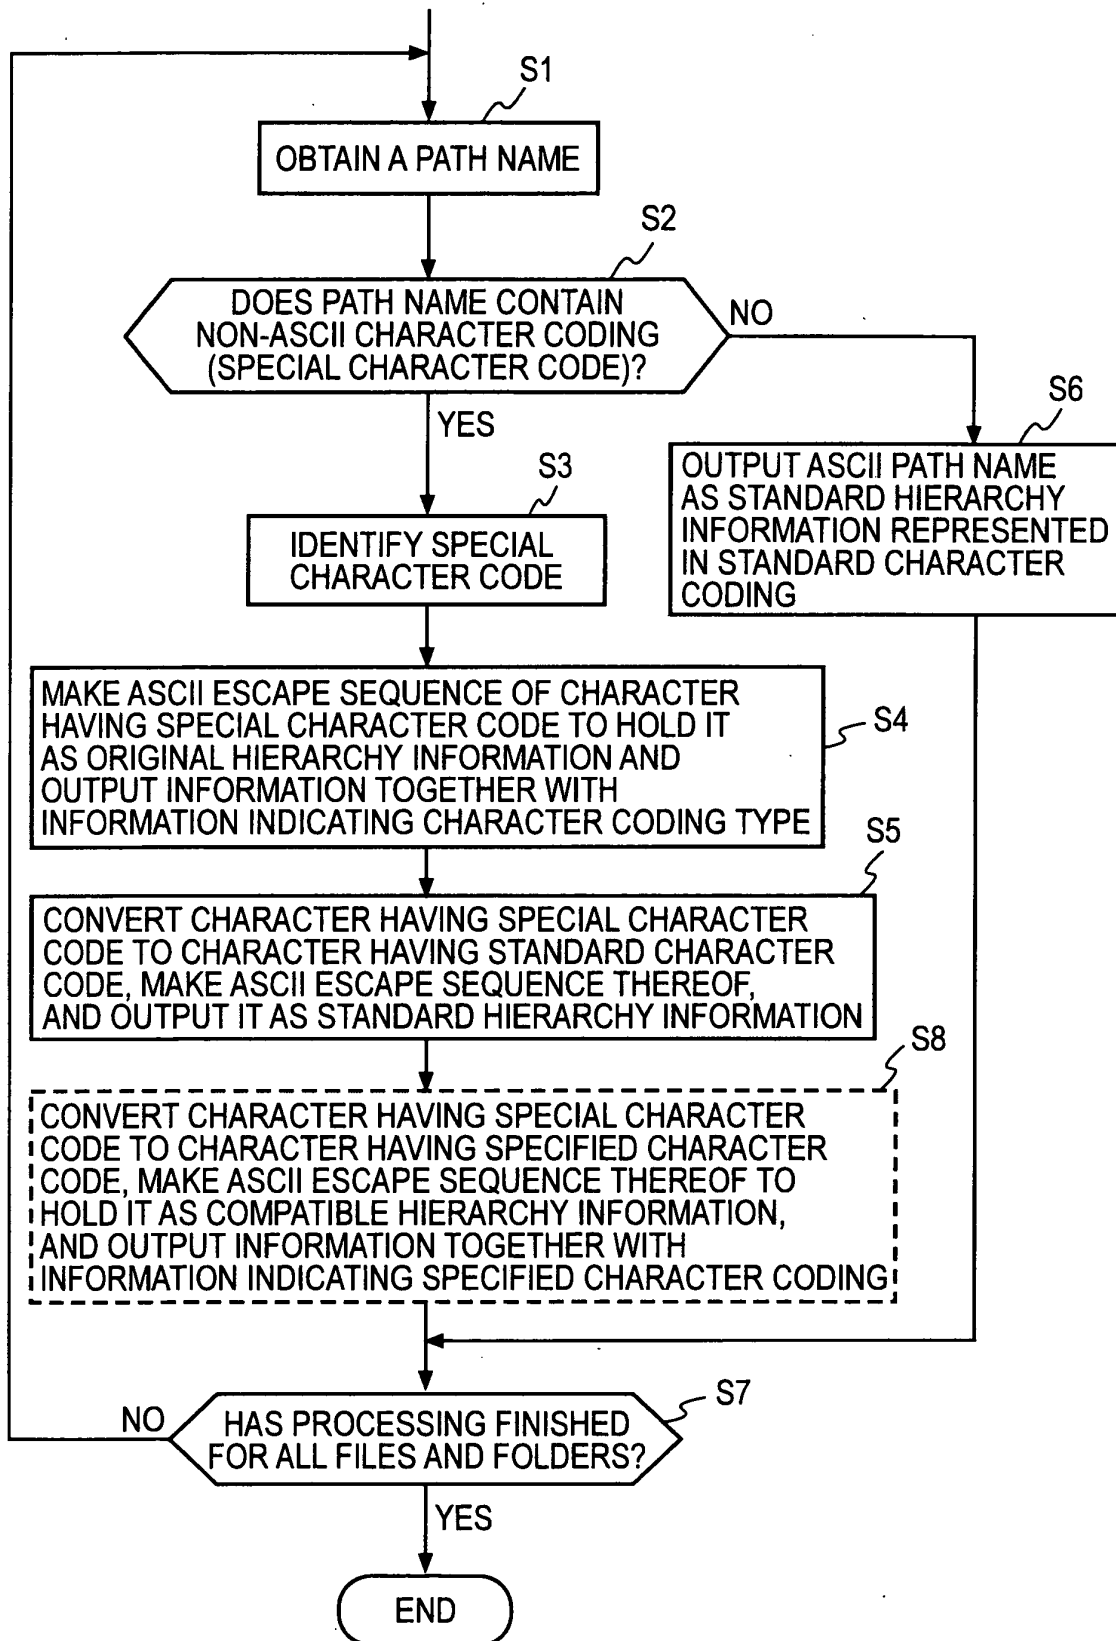 S1
OBTAIN A PATH NAME
S2
DOES PATH NAME CONTAIN
NON-ASCII CHARACTER CODING
(SPECIAL CHARACTER CODE)?
NO
YES
S6
OUTPUT ASCII PATH NAME
AS STANDARD HIERARCHY
INFORMATION REPRESENTED
IN STANDARD CHARACTER
CODING
S3
IDENTIFY SPECIAL
CHARACTER CODE
MAKE ASCII ESCAPE SEQUENCE OF CHARACTER
HAVING SPECIAL CHARACTER CODE TO HOLD IT
AS ORIGINAL HIERARCHY INFORMATION AND
OUTPUT INFORMATION TOGETHER WITH
INFORMATION INDICATING CHARACTER CODING TYPE
S4
S5
CONVERT CHARACTER HAVING SPECIAL CHARACTER
CODE TO CHARACTER HAVING STANDARD CHARACTER
CODE, MAKE ASCII ESCAPE SEQUENCE THEREOF,
AND OUTPUT IT AS STANDARD HIERARCHY INFORMATION
S8
CONVERT CHARACTER HAVING SPECIAL CHARACTER
CODE TO CHARACTER HAVING SPECIFIED CHARACTER
CODE, MAKE ASCII ESCAPE SEQUENCE THEREOF TO
HOLD IT AS COMPATIBLE HIERARCHY INFORMATION,
AND OUTPUT INFORMATION TOGETHER WITH
INFORMATION INDICATING SPECIFIED CHARACTER CODING
S7
NO
HAS PROCESSING FINISHED
FOR ALL FILES AND FOLDERS?
YES
END